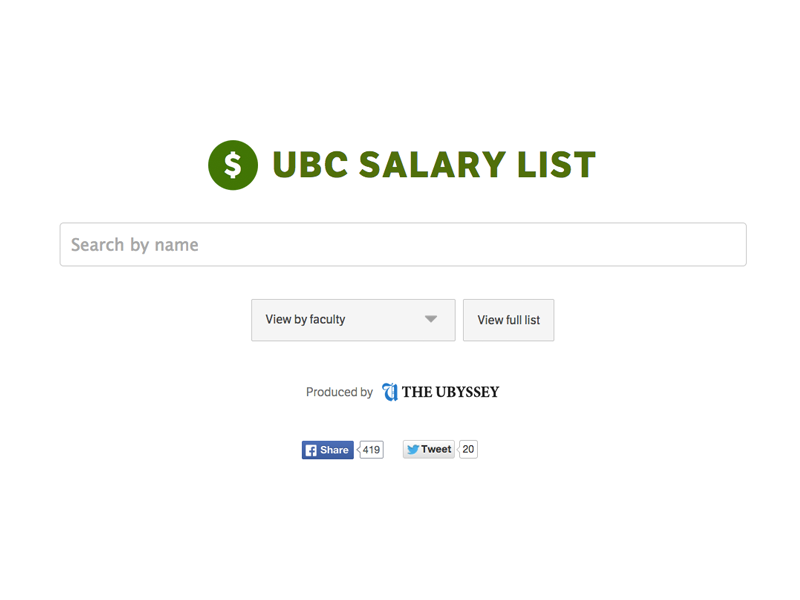 $ UBC SALARY LIST
Search by name
View by faculty
View full list
Produced by THE UBYSSEY
Share 419 Tweet 20